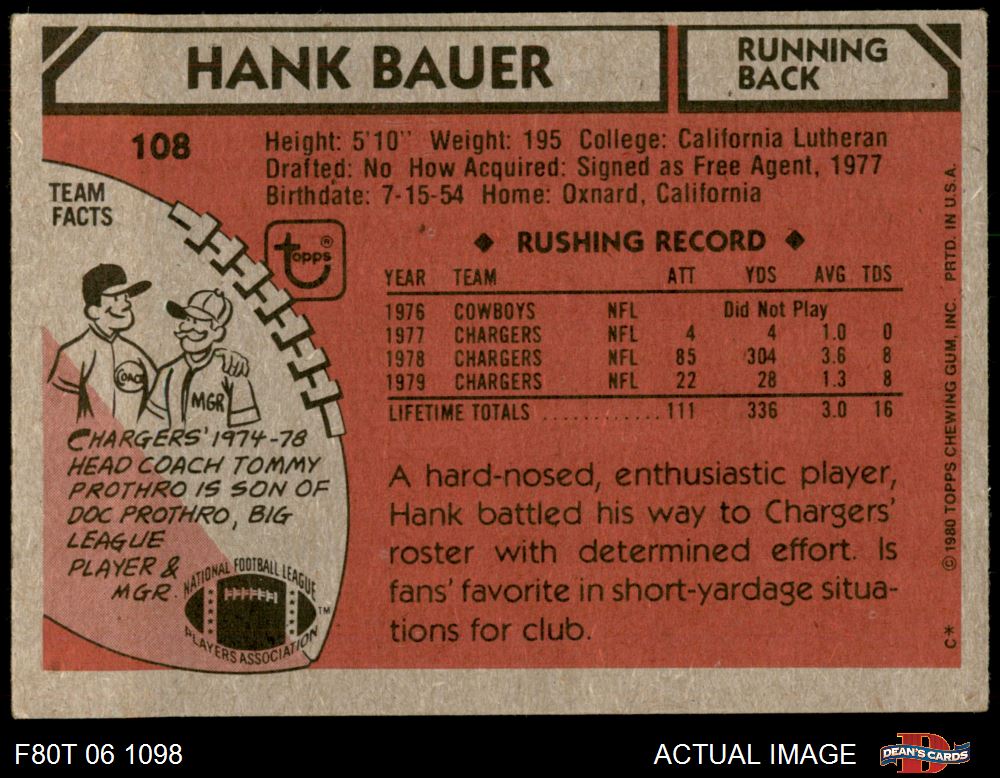 HANK BAUER
RUNNING
BACK
108
Height: 5'10" Weight: 195 College: California Lutheran
Drafted: No How Acquired: Signed as Free Agent, 1977
Birthdate: 7-15-54 Home: Oxnard, California
TEAM
FACTS
topps®
◆ RUSHING RECORD ◆
YEAR TEAM ATT YDS AVG TDS
1976 COWBOYS NFL Did Not Play
1977 CHARGERS NFL 4 4 1.0 0
1978 CHARGERS NFL 85 304 3.6 8
1979 CHARGERS NFL 22 28 1.3 8
LIFETIME TOTALS ........... 111 336 3.0 16
COACH
MGR
CHARGERS' 1974-78
HEAD COACH TOMMY
PROTHRO IS SON OF
DOC PROTHRO, BIG
LEAGUE
PLAYER &
MGR.
NATIONAL FOOTBALL LEAGUE
PLAYERS ASSOCIATION
TM
A hard-nosed, enthusiastic player,
Hank battled his way to Chargers'
roster with determined effort. Is
fans' favorite in short-yardage situa-
tions for club.
C* © 1980 TOPPS CHEWING GUM, INC. PRTD. IN U.S.A.
F80T 06 1098
ACTUAL IMAGE
D
DEAN'S CARDS